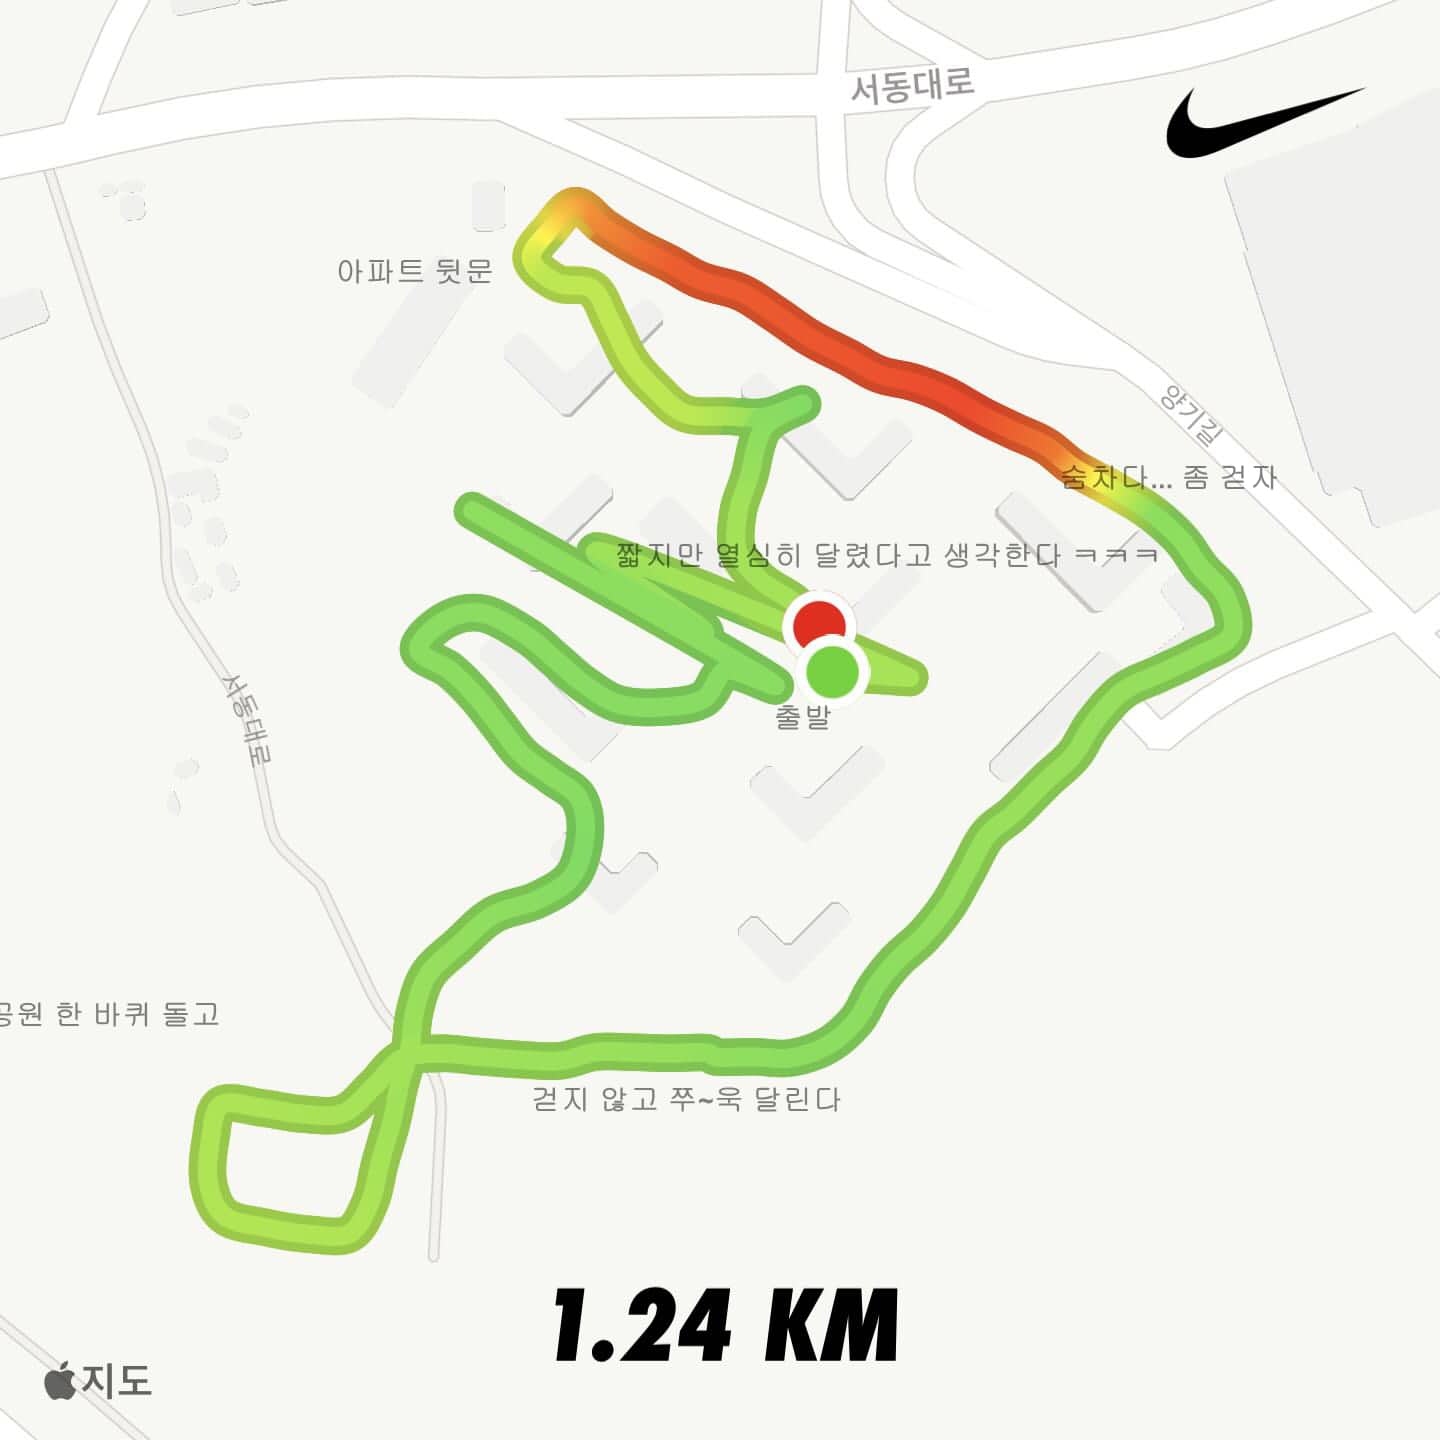 서동대로
아파트 뒷문
양기길
숨차다... 좀 걷자
짧지만 열심히 달렸다고 생각한다 ㅋㅋㅋ
서동대로
출발
공원 한 바퀴 돌고
걷지 않고 쭈~욱 달린다
1.24 KM
지도